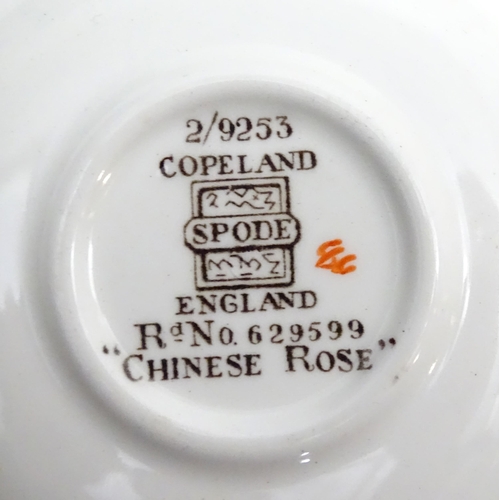 2/9253
COPELAND
SPODE
ENGLAND
Rd No. 629599
"CHINESE ROSE"